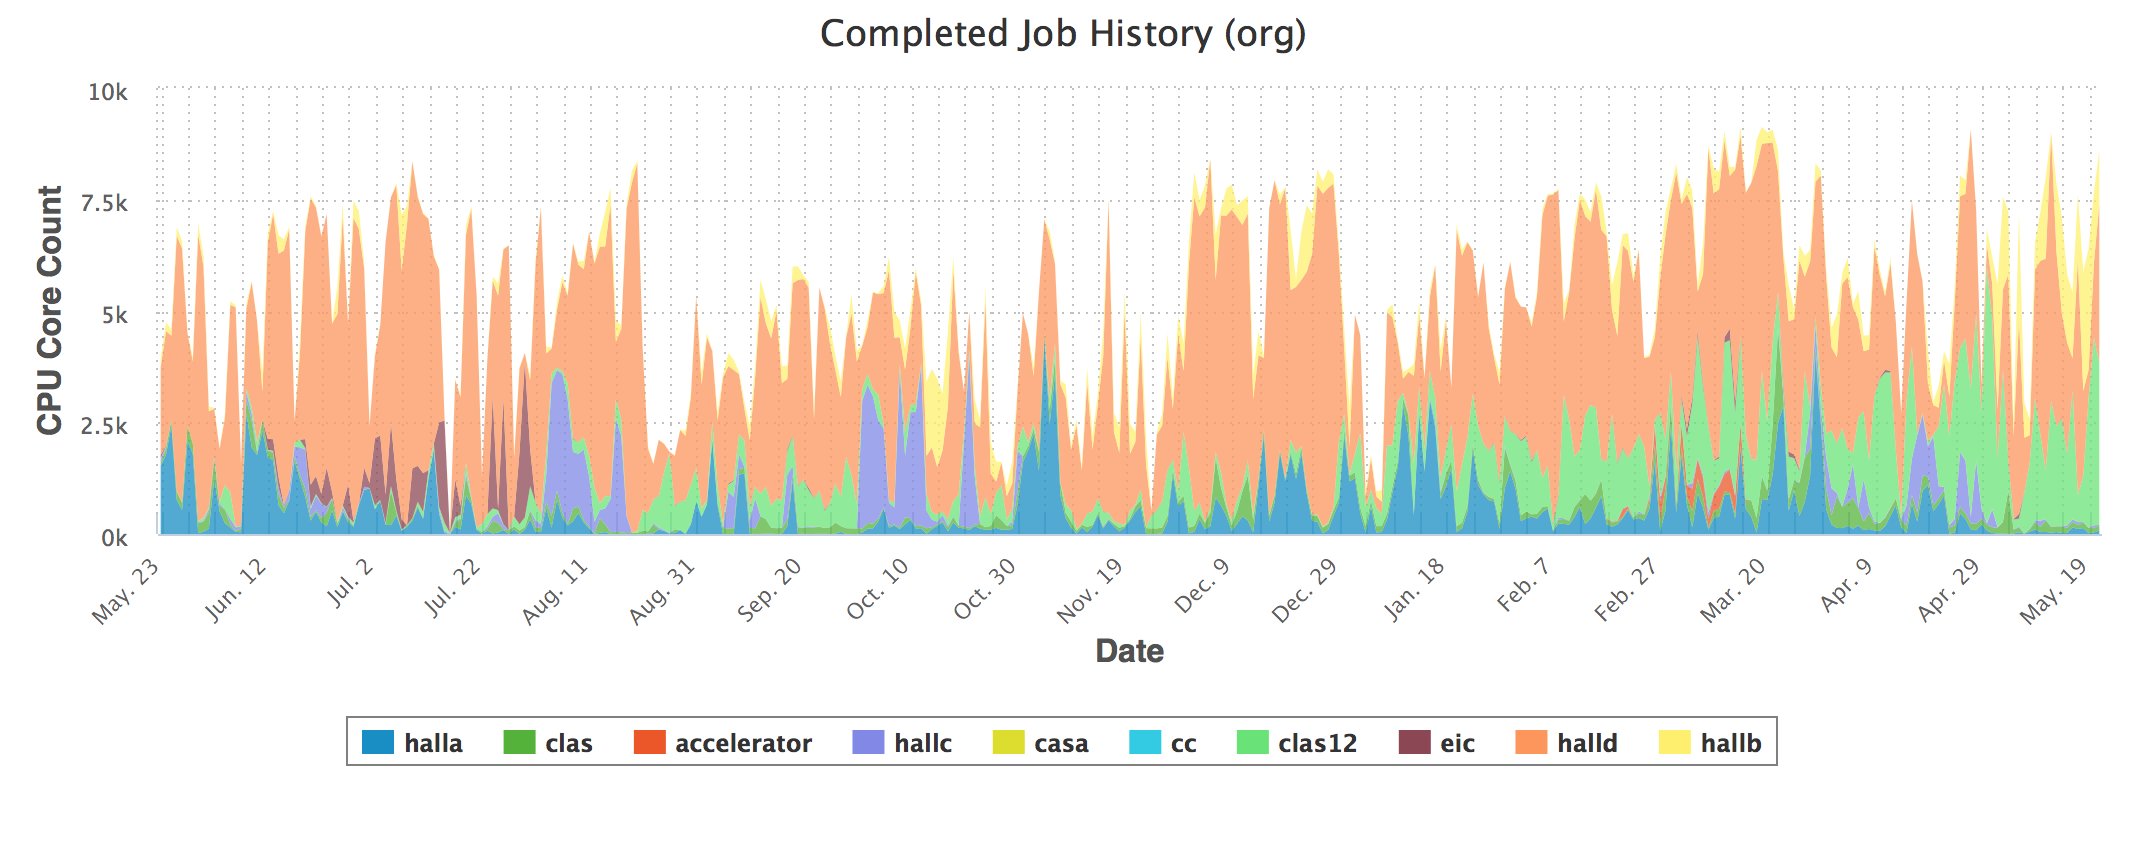 Completed Job History (org)
10k
7.5k
5k
2.5k
0k
CPU Core Count
May. 23 Jun. 12 Jul. 2 Jul. 22 Aug. 11 Aug. 31 Sep. 20 Oct. 10 Oct. 30 Nov. 19 Dec. 9 Dec. 29 Jan. 18 Feb. 7 Feb. 27 Mar. 20 Apr. 9 Apr. 29 May. 19
Date
halla clas accelerator hallc casa cc clas12 eic halld hallb